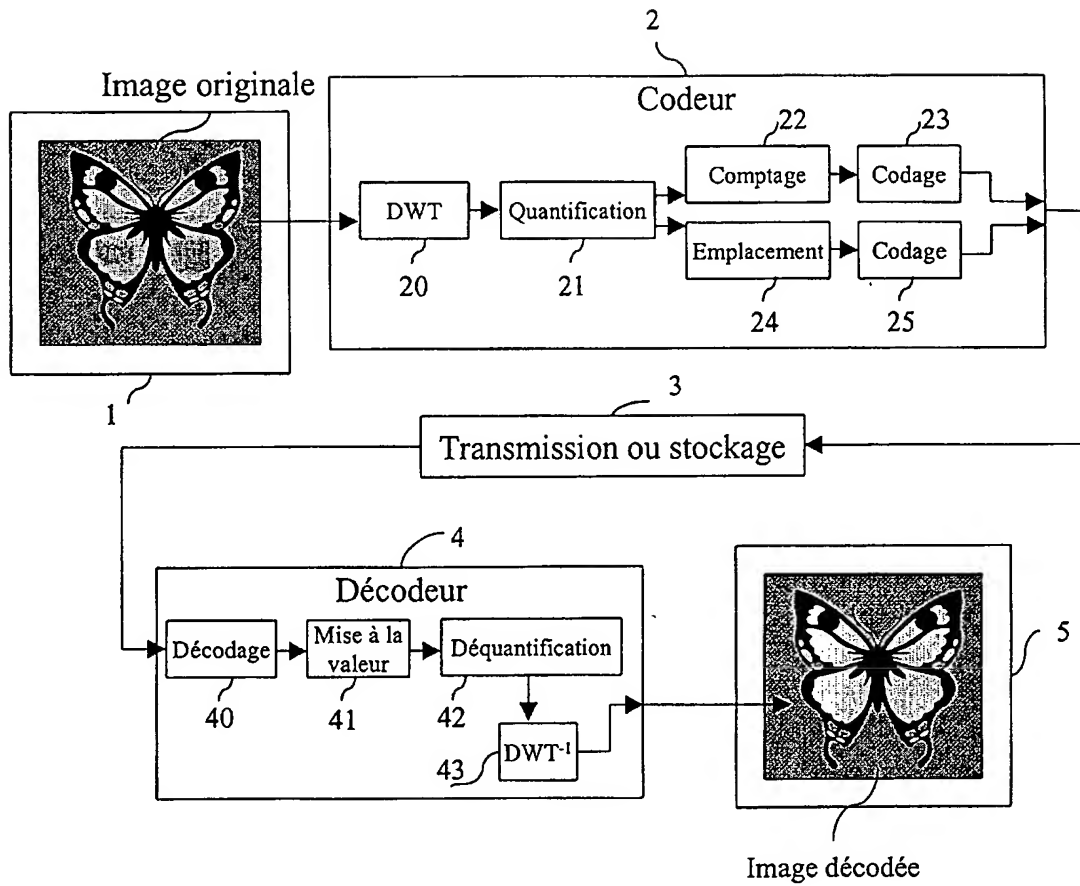 2
Image originale
Codeur
22
23
Comptage
Codage
DWT
Quantification
Emplacement
Codage
20
21
24
25
1
3
Transmission ou stockage
4
Décodeur
5
Décodage
Mise à la
valeur
Déquantification
40
41
42
43
DWT-1
Image décodée